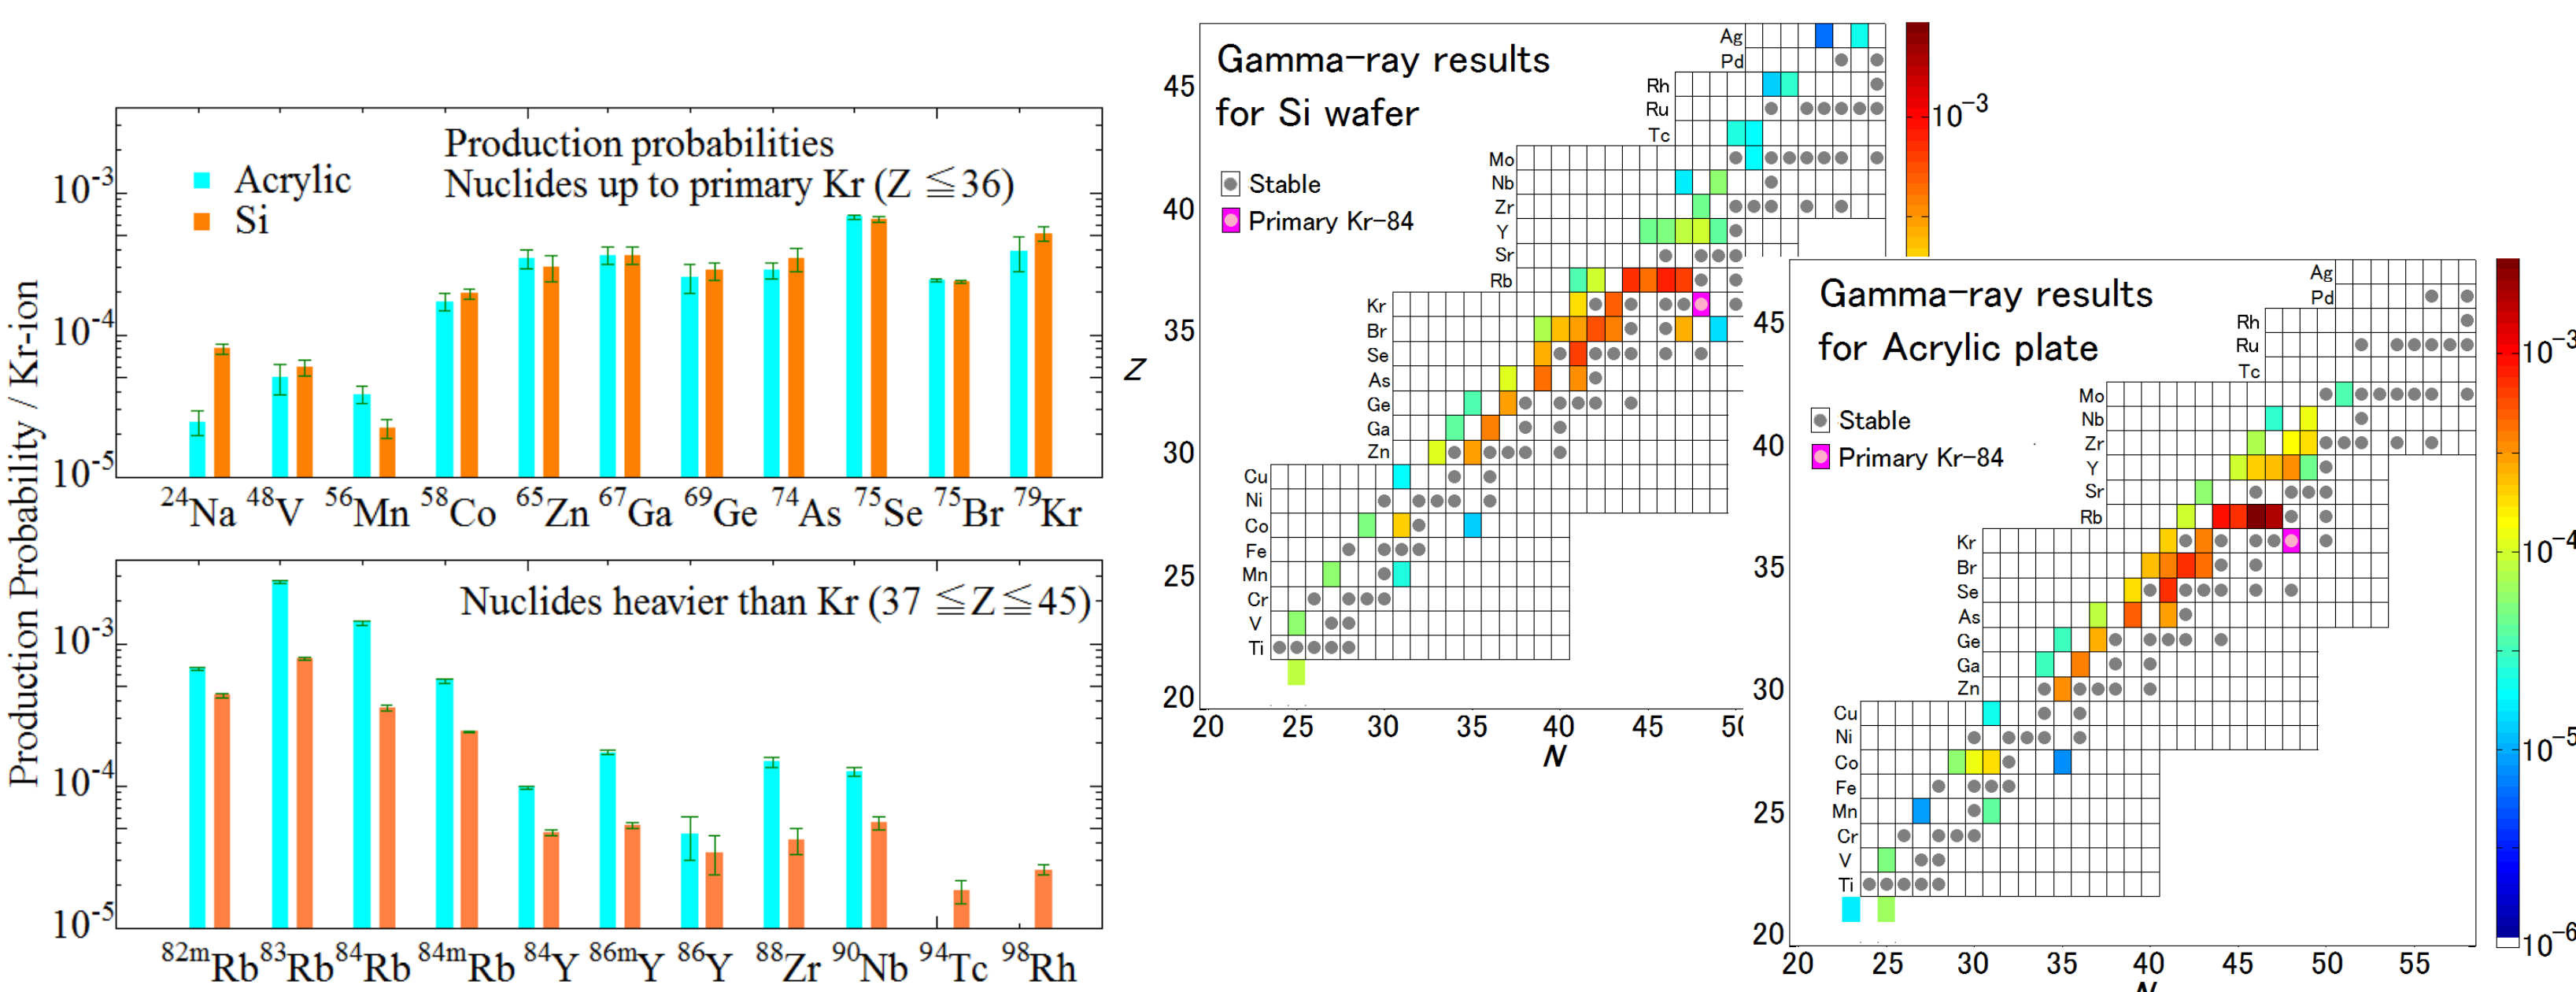 Production Probability / Kr-ion
Production probabilities
Nuclides up to primary Kr (Z ≦36)
Acrylic
Si
10⁻³
10⁻⁴
10⁻⁵
²⁴Na ⁴⁸V ⁵⁶Mn ⁵⁸Co ⁶⁵Zn ⁶⁷Ga ⁶⁹Ge ⁷⁴As ⁷⁵Se ⁷⁵Br ⁷⁹Kr
Nuclides heavier than Kr (37 ≦Z≦45)
10⁻³
10⁻⁴
10⁻⁵
⁸²ᵐRb ⁸³Rb ⁸⁴Rb ⁸⁴ᵐRb ⁸⁴Y ⁸⁶ᵐY ⁸⁶Y ⁸⁸Zr ⁹⁰Nb ⁹⁴Tc ⁹⁸Rh
Gamma-ray results
for Si wafer
Stable
Primary Kr-84
Z
45
40
35
30
25
20
Ag
Pd
Rh
Ru
Tc
Mo
Nb
Zr
Y
Sr
Rb
Kr
Br
Se
As
Ge
Ga
Zn
Cu
Ni
Co
Fe
Mn
Cr
V
Ti
20 25 30 35 40 45 50
N
10⁻³
Gamma-ray results
for Acrylic plate
Stable
Primary Kr-84
45
40
35
30
25
20
Ag
Pd
Rh
Ru
Tc
Mo
Nb
Zr
Y
Sr
Rb
Kr
Br
Se
As
Ge
Ga
Zn
Cu
Ni
Co
Fe
Mn
Cr
V
Ti
20 25 30 35 40 45 50 55
N
10⁻³
10⁻⁴
10⁻⁵
10⁻⁶